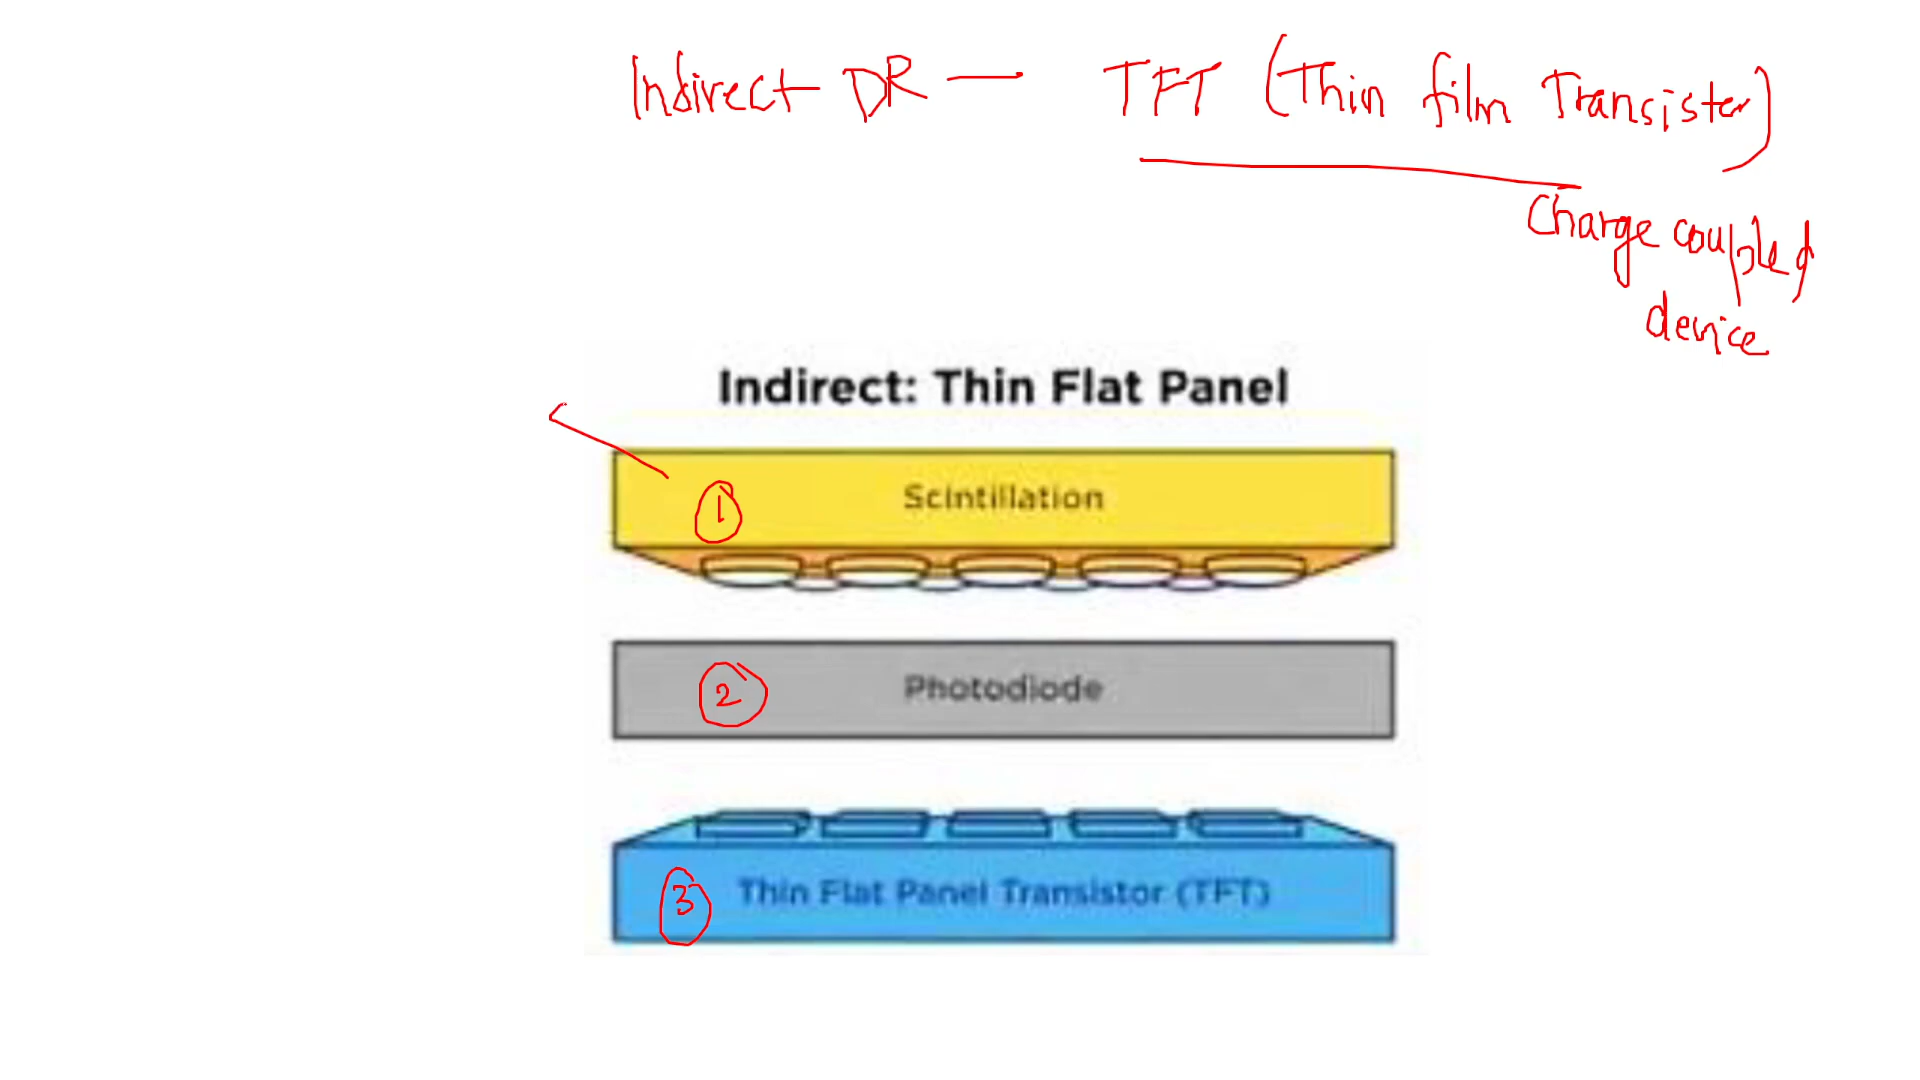 Indirect DR — TFT (Thin film Transister)
Charge coupled
device
Indirect: Thin Flat Panel
1
Scintillation
2
Photodiode
3
Thin Flat Panel Transistor (TFT)